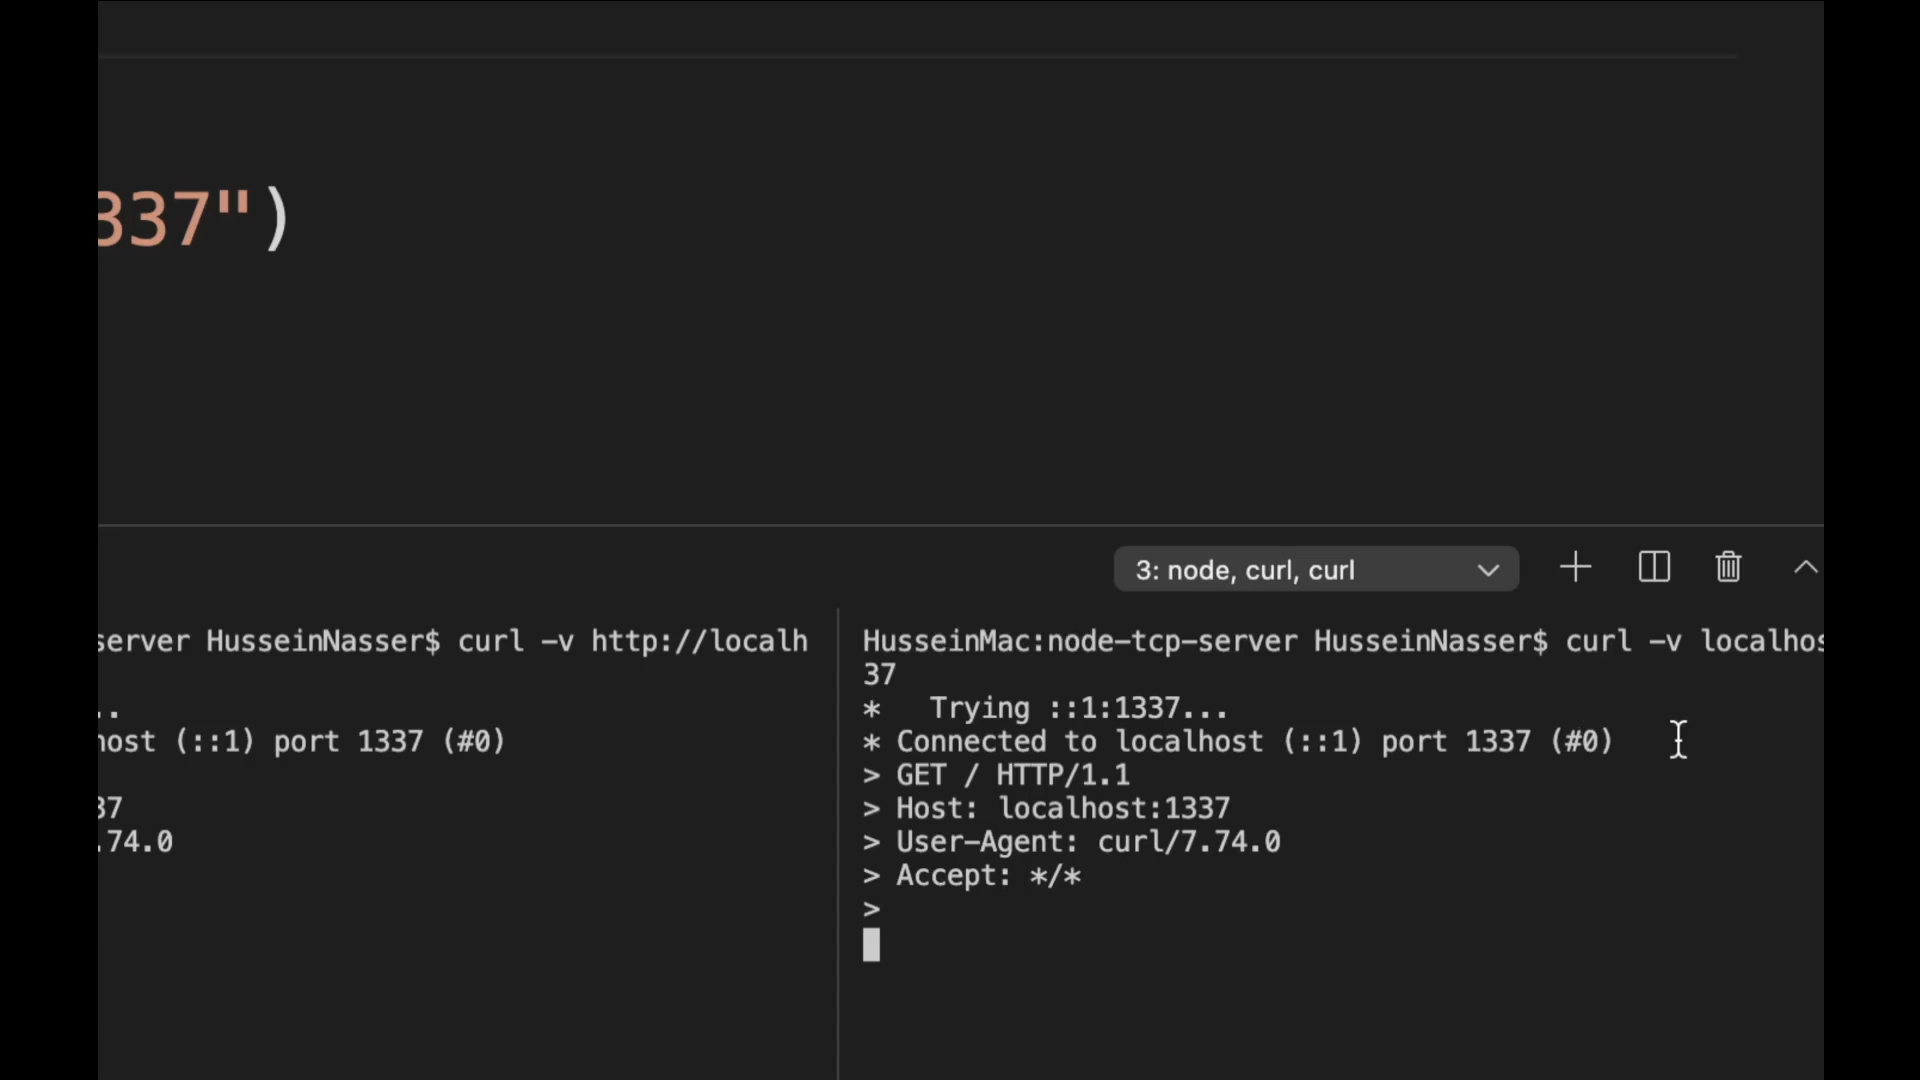 337")
3: node, curl, curl
server HusseinNasser$ curl -v http://localh
..
host (::1) port 1337 (#0)
37
.74.0
HusseinMac:node-tcp-server HusseinNasser$ curl -v localhos
37
*   Trying ::1:1337...
* Connected to localhost (::1) port 1337 (#0)
> GET / HTTP/1.1
> Host: localhost:1337
> User-Agent: curl/7.74.0
> Accept: */*
>